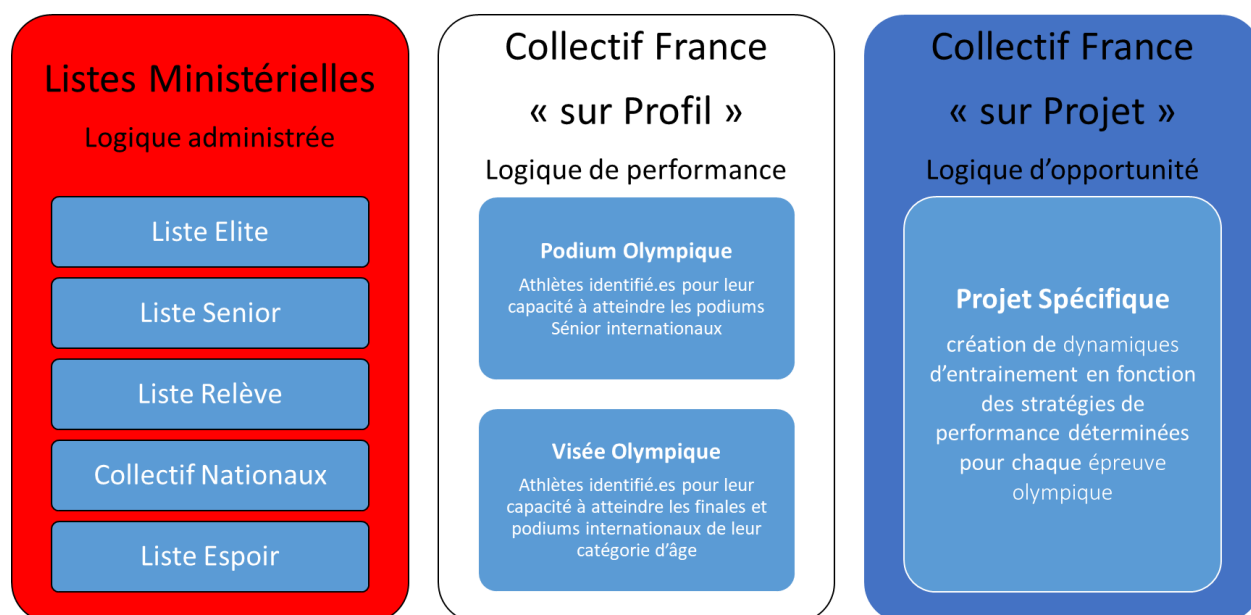 Listes Ministérielles
Logique administrée
Liste Elite
Liste Senior
Liste Relève
Collectif Nationaux
Liste Espoir
Collectif France
« sur Profil »
Logique de performance
Podium Olympique
Athlètes identifié.es pour leur
capacité à atteindre les podiums
Sénior internationaux
Visée Olympique
Athlètes identifié.es pour leur
capacité à atteindre les finales et
podiums internationaux de leur
catégorie d'âge
Collectif France
« sur Projet »
Logique d'opportunité
Projet Spécifique
création de dynamiques
d'entrainement en fonction
des stratégies de
performance déterminées
pour chaque épreuve
olympique